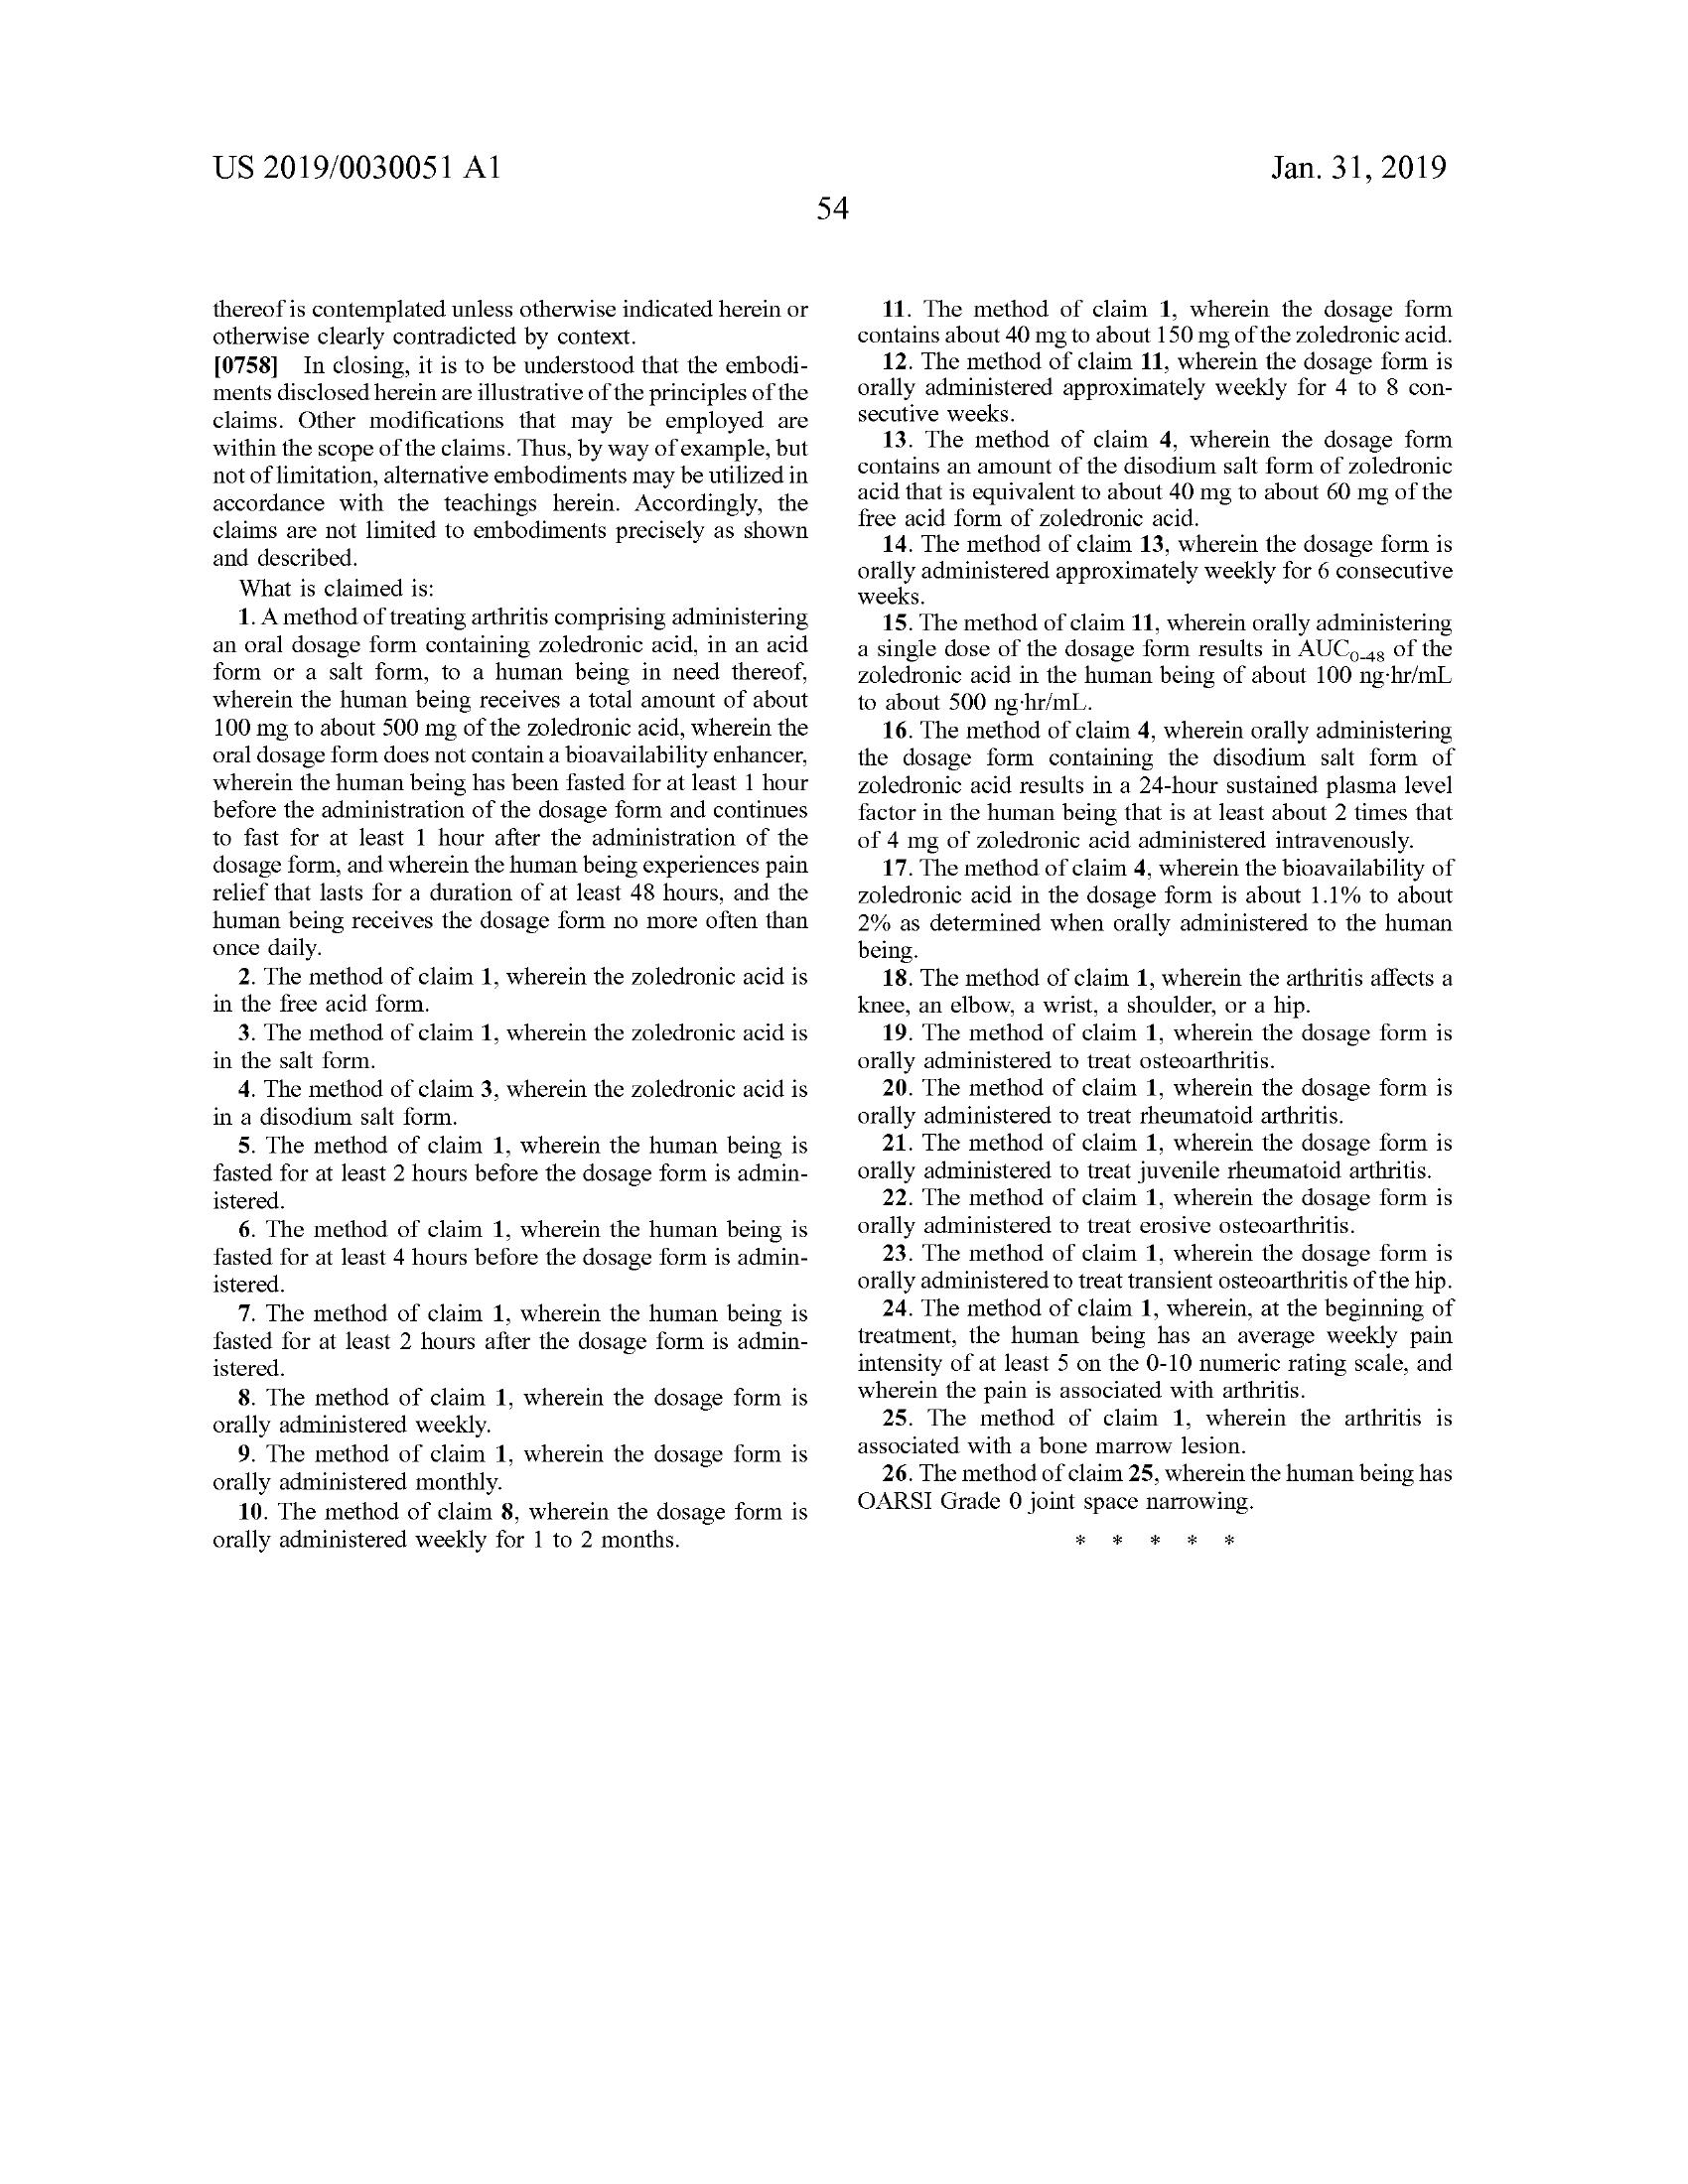 US 2019/0030051 A1
Jan. 31, 2019
54
thereof is contemplated unless otherwise indicated herein or
otherwise clearly contradicted by context.
[0758] In closing, it is to be understood that the embodi-
ments disclosed herein are illustrative of the principles of the
claims. Other modifications that may be employed are
within the scope of the claims. Thus, by way of example, but
not of limitation, alternative embodiments may be utilized in
accordance with the teachings herein. Accordingly, the
claims are not limited to embodiments precisely as shown
and described.
What is claimed is:
1. A method of treating arthritis comprising administering
an oral dosage form containing zoledronic acid, in an acid
form or a salt form, to a human being in need thereof,
wherein the human being receives a total amount of about
100 mg to about 500 mg of the zoledronic acid, wherein the
oral dosage form does not contain a bioavailability enhancer,
wherein the human being has been fasted for at least 1 hour
before the administration of the dosage form and continues
to fast for at least 1 hour after the administration of the
dosage form, and wherein the human being experiences pain
relief that lasts for a duration of at least 48 hours, and the
human being receives the dosage form no more often than
once daily.
2. The method of claim 1, wherein the zoledronic acid is
in the free acid form.
3. The method of claim 1, wherein the zoledronic acid is
in the salt form.
4. The method of claim 3, wherein the zoledronic acid is
in a disodium salt form.
5. The method of claim 1, wherein the human being is
fasted for at least 2 hours before the dosage form is admin-
istered.
6. The method of claim 1, wherein the human being is
fasted for at least 4 hours before the dosage form is admin-
istered.
7. The method of claim 1, wherein the human being is
fasted for at least 2 hours after the dosage form is admin-
istered.
8. The method of claim 1, wherein the dosage form is
orally administered weekly.
9. The method of claim 1, wherein the dosage form is
orally administered monthly.
10. The method of claim 8, wherein the dosage form is
orally administered weekly for 1 to 2 months.
11. The method of claim 1, wherein the dosage form
contains about 40 mg to about 150 mg of the zoledronic acid.
12. The method of claim 11, wherein the dosage form is
orally administered approximately weekly for 4 to 8 con-
secutive weeks.
13. The method of claim 4, wherein the dosage form
contains an amount of the disodium salt form of zoledronic
acid that is equivalent to about 40 mg to about 60 mg of the
free acid form of zoledronic acid.
14. The method of claim 13, wherein the dosage form is
orally administered approximately weekly for 6 consecutive
weeks.
15. The method of claim 11, wherein orally administering
a single dose of the dosage form results in AUC0-48 of the
zoledronic acid in the human being of about 100 ng·hr/mL
to about 500 ng·hr/mL.
16. The method of claim 4, wherein orally administering
the dosage form containing the disodium salt form of
zoledronic acid results in a 24-hour sustained plasma level
factor in the human being that is at least about 2 times that
of 4 mg of zoledronic acid administered intravenously.
17. The method of claim 4, wherein the bioavailability of
zoledronic acid in the dosage form is about 1.1% to about
2% as determined when orally administered to the human
being.
18. The method of claim 1, wherein the arthritis affects a
knee, an elbow, a wrist, a shoulder, or a hip.
19. The method of claim 1, wherein the dosage form is
orally administered to treat osteoarthritis.
20. The method of claim 1, wherein the dosage form is
orally administered to treat rheumatoid arthritis.
21. The method of claim 1, wherein the dosage form is
orally administered to treat juvenile rheumatoid arthritis.
22. The method of claim 1, wherein the dosage form is
orally administered to treat erosive osteoarthritis.
23. The method of claim 1, wherein the dosage form is
orally administered to treat transient osteoarthritis of the hip.
24. The method of claim 1, wherein, at the beginning of
treatment, the human being has an average weekly pain
intensity of at least 5 on the 0-10 numeric rating scale, and
wherein the pain is associated with arthritis.
25. The method of claim 1, wherein the arthritis is
associated with a bone marrow lesion.
26. The method of claim 25, wherein the human being has
OARSI Grade 0 joint space narrowing.
* * * * *